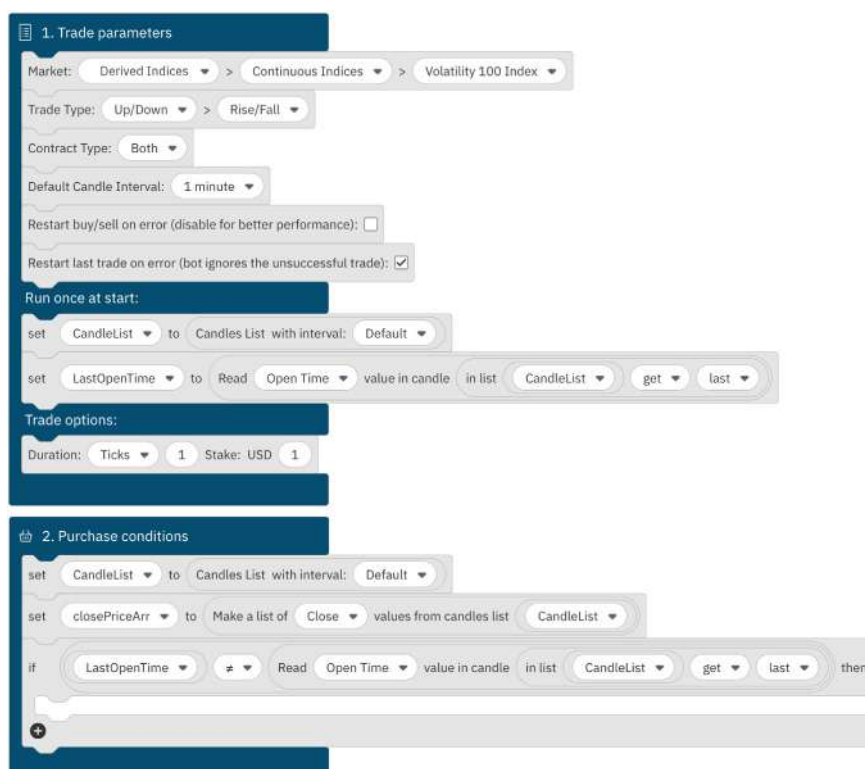 1. Trade parameters
Market: Derived Indices > Continuous Indices > Volatility 100 Index
Trade Type: Up/Down > Rise/Fall
Contract Type: Both
Default Candle Interval: 1 minute
Restart buy/sell on error (disable for better performance):
Restart last trade on error (bot ignores the unsuccessful trade):
Run once at start:
set CandleList to Candles List with interval: Default
set LastOpenTime to Read Open Time value in candle in list CandleList get last
Trade options:
Duration: Ticks 1 Stake: USD 1
2. Purchase conditions
set CandleList to Candles List with interval: Default
set closePriceArr to Make a list of Close values from candles list CandleList
if LastOpenTime ≠ Read Open Time value in candle in list CandleList get last then